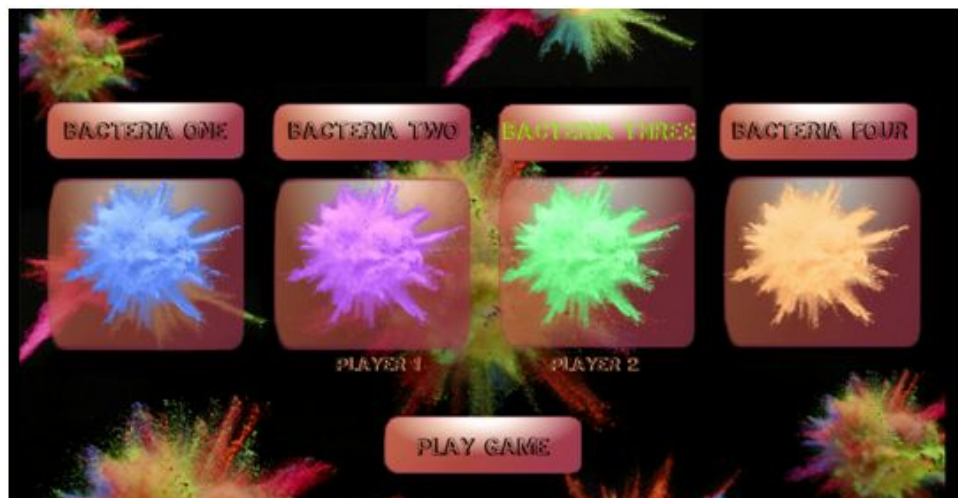 BACTERIA ONE
BACTERIA TWO
BACTERIA THREE
BACTERIA FOUR
PLAYER 1
PLAYER 2
PLAY GAME